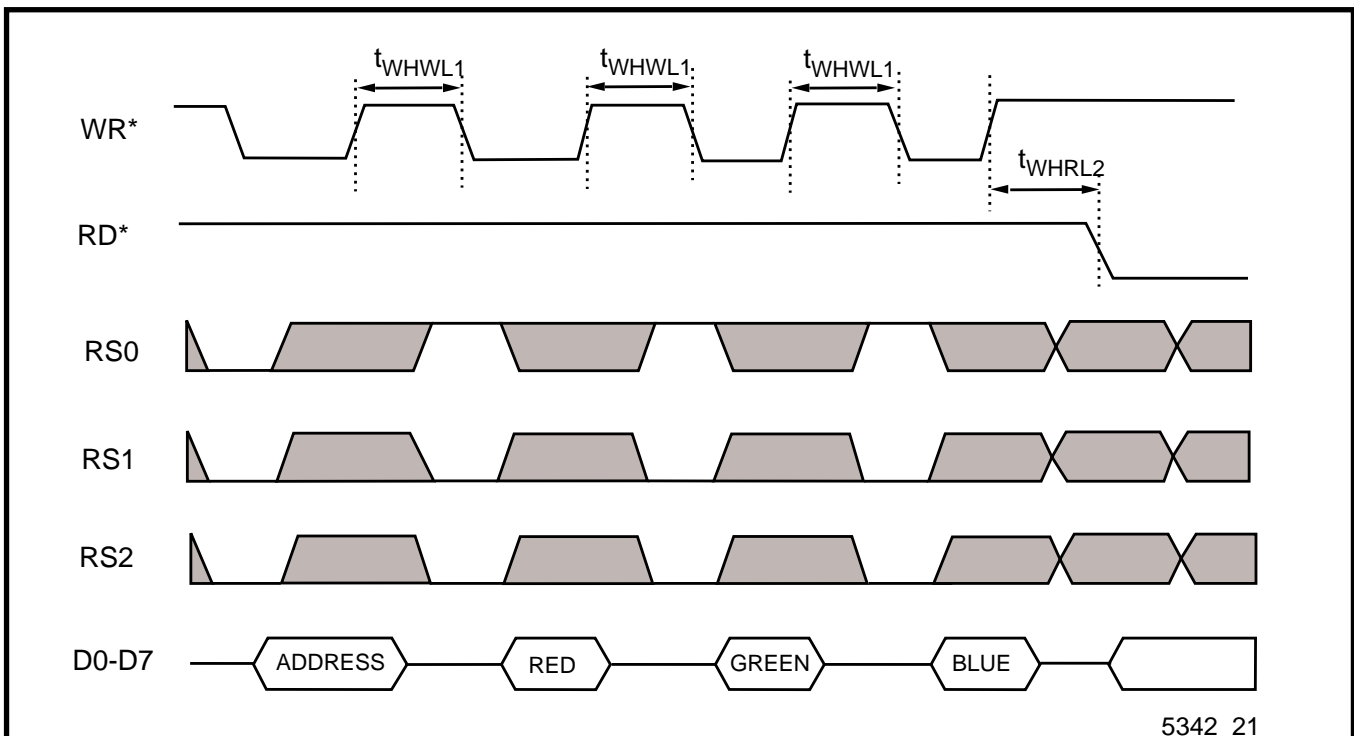 tWHWL1 tWHWL1 tWHWL1
WR*
tWHRL2
RD*
RS0
RS1
RS2
D0-D7 ADDRESS RED GREEN BLUE
5342 21